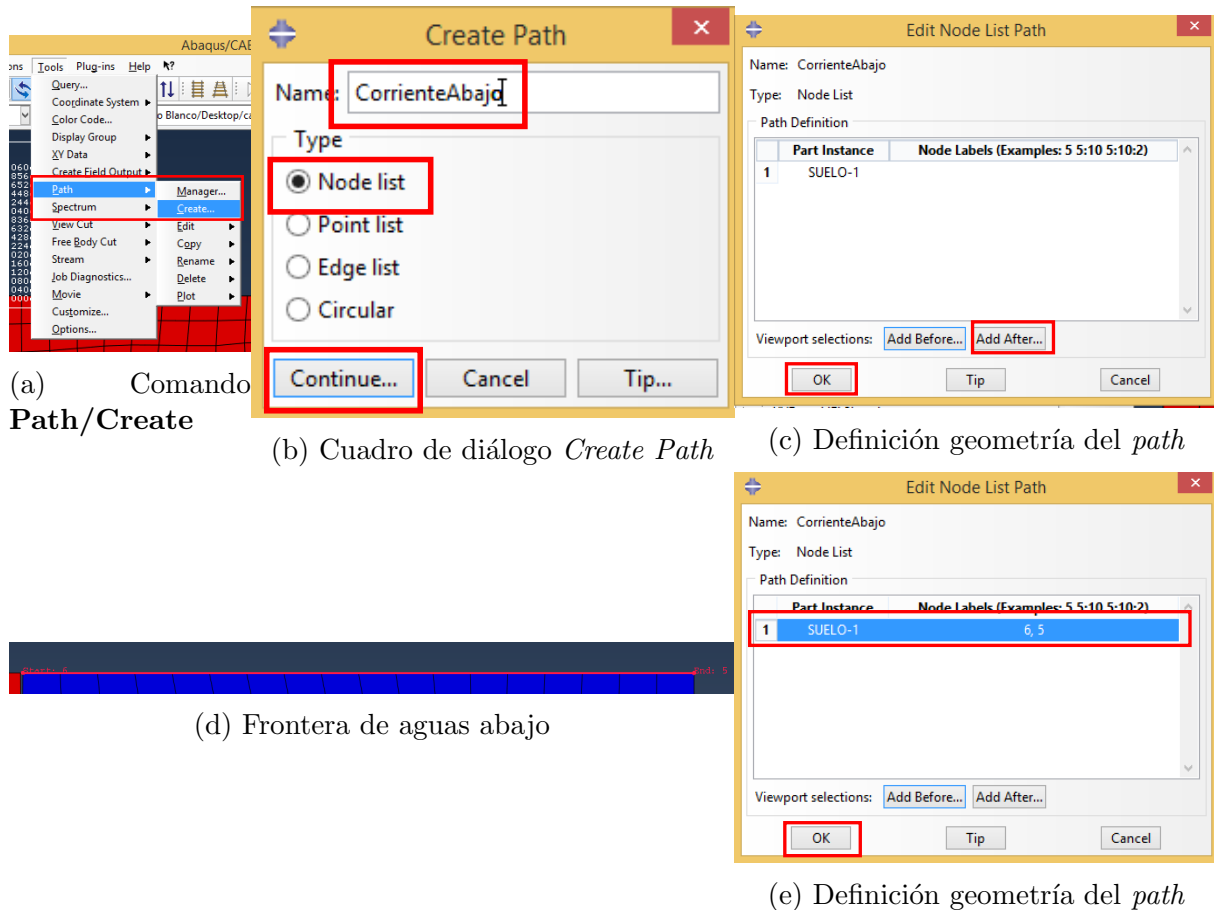 Abaqus/CAE
ons Tools Plug-ins Help
Query...
Coordinate System
o Blanco/Desktop/ca
Color Code...
Display Group
XY Data
Create Field Output
Path
Manager...
Spectrum
Create...
View Cut
Edit
Free Body Cut
Copy
Stream
Rename
Job Diagnostics...
Delete
Movie
Plot
Customize...
Options...
(a) Comando
Path/Create
Create Path
Name: CorrienteAbajo
Type
Node list
Point list
Edge list
Circular
Continue... Cancel Tip...
(b) Cuadro de diálogo Create Path
Edit Node List Path
Name: CorrienteAbajo
Type: Node List
Path Definition
Part Instance Node Labels (Examples: 5 5:10 5:10:2)
1 SUELO-1
Viewport selections: Add Before... Add After...
OK Tip Cancel
(c) Definición geometría del path
Start: 6 End: 5
(d) Frontera de aguas abajo
Edit Node List Path
Name: CorrienteAbajo
Type: Node List
Path Definition
Part Instance Node Labels (Examples: 5 5:10 5:10:2)
1 SUELO-1 6, 5
Viewport selections: Add Before... Add After...
OK Tip Cancel
(e) Definición geometría del path